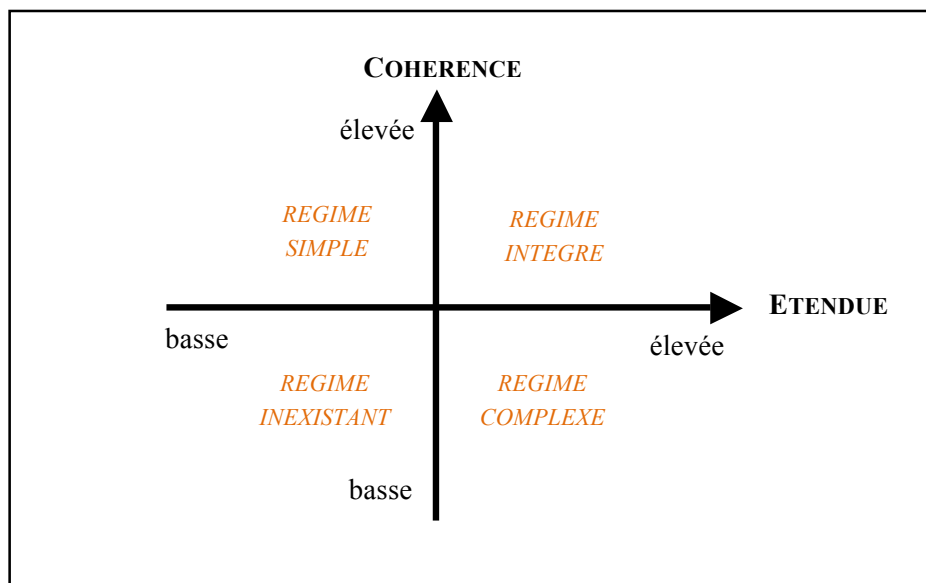 COHERENCE
élevée
REGIME
SIMPLE
REGIME
INTEGRE
ETENDUE
basse
élevée
REGIME
INEXISTANT
REGIME
COMPLEXE
basse